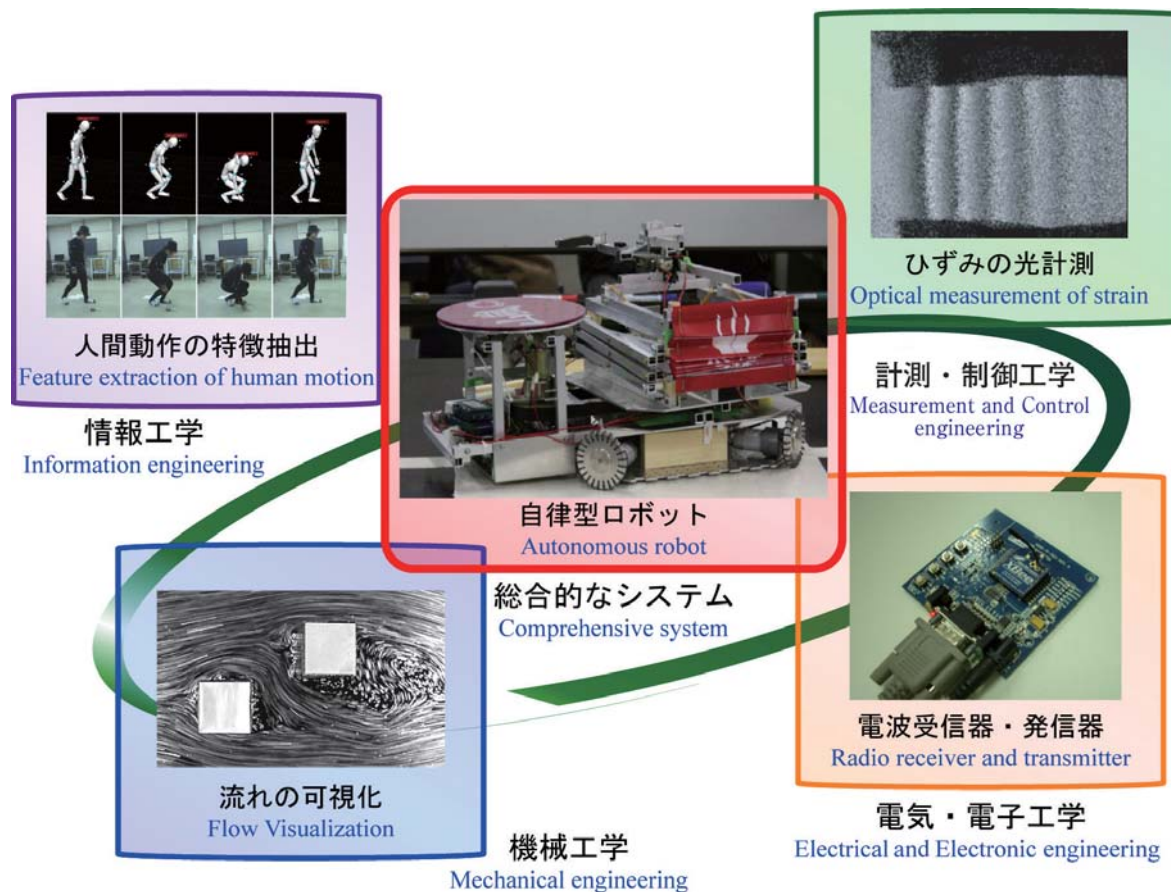 人間動作の特徴抽出
Feature extraction of human motion
情報工学
Information engineering
ひずみの光計測
Optical measurement of strain
計測・制御工学
Measurement and Control
engineering
自律型ロボット
Autonomous robot
総合的なシステム
Comprehensive system
流れの可視化
Flow Visualization
機械工学
Mechanical engineering
電波受信器・発信器
Radio receiver and transmitter
電気・電子工学
Electrical and Electronic engineering